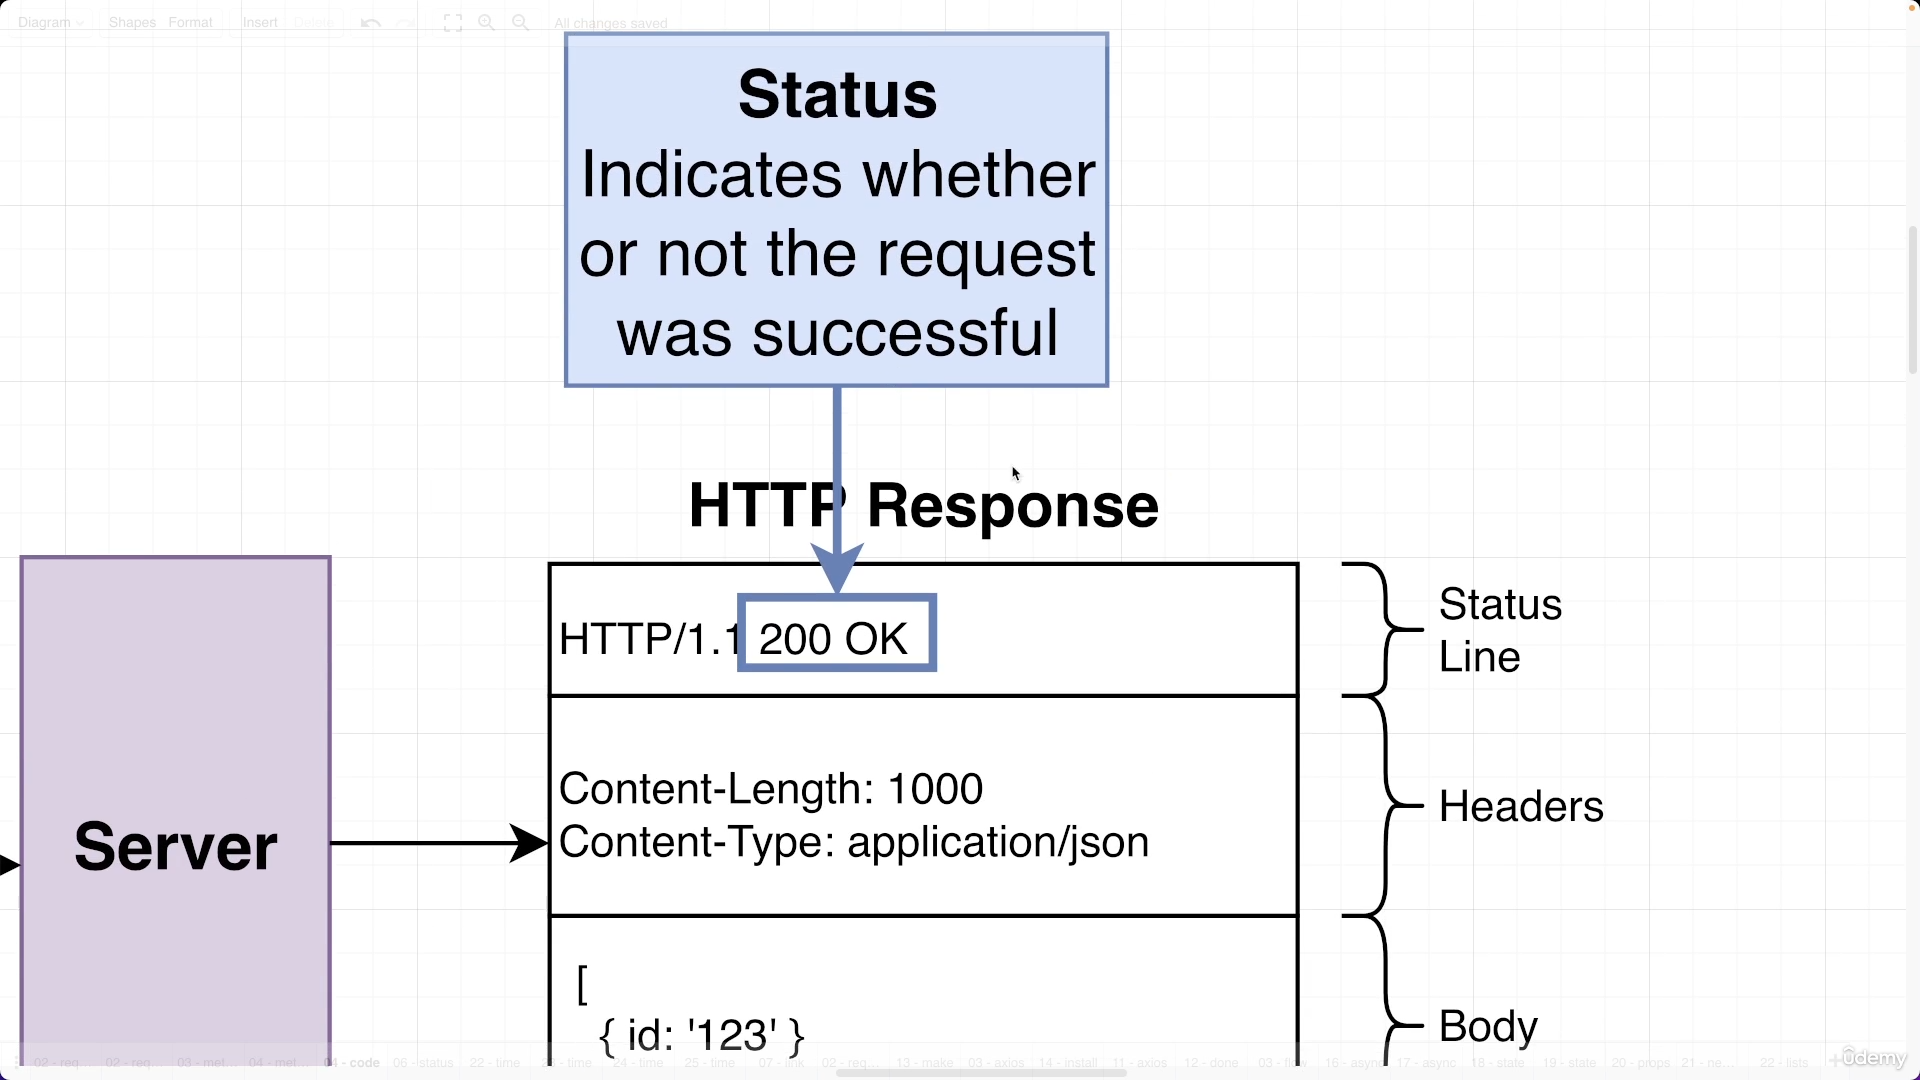 Diagram Shapes Format Insert Delete All changes saved
Status
Indicates whether
or not the request
was successful
HTTP Response
HTTP/1.1 200 OK
Status
Line
Content-Length: 1000
Content-Type: application/json
Headers
Server
[
{ id: '123' }
Body
02 - req... 02 - req... 03 - met... 04 - met... 04 - code 06 - status 22 - time 23 - time 24 - time 25 - time 07 - link 02 - req... 13 - make 03 - axios 14 - install 11 - axios 12 - done 03 - flow 16 - async 17 - async 18 - state 19 - state 20 - props 21 - ne... 22 - lists
ûdemy